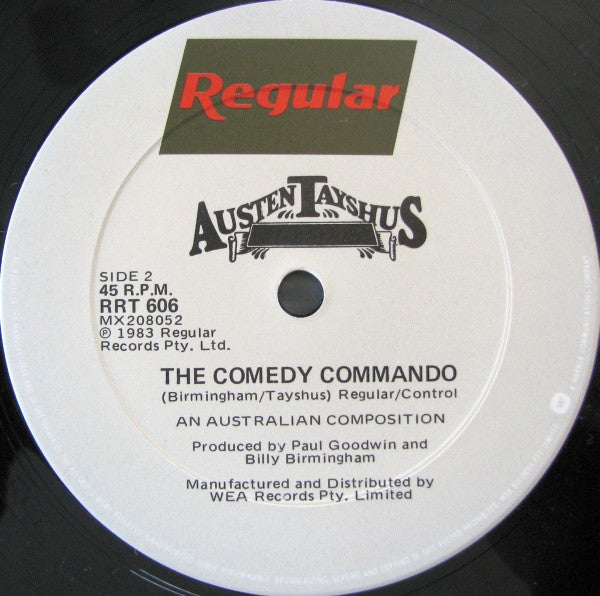 Regular
AUSTEN TAYSHUS
SIDE 2
45 R.P.M.
RRT 606
MX208052
℗ 1983 Regular
Records Pty. Ltd.
THE COMEDY COMMANDO
(Birmingham/Tayshus) Regular/Control
AN AUSTRALIAN COMPOSITION
Produced by Paul Goodwin and
Billy Birmingham
Manufactured and Distributed by
WEA Records Pty. Limited